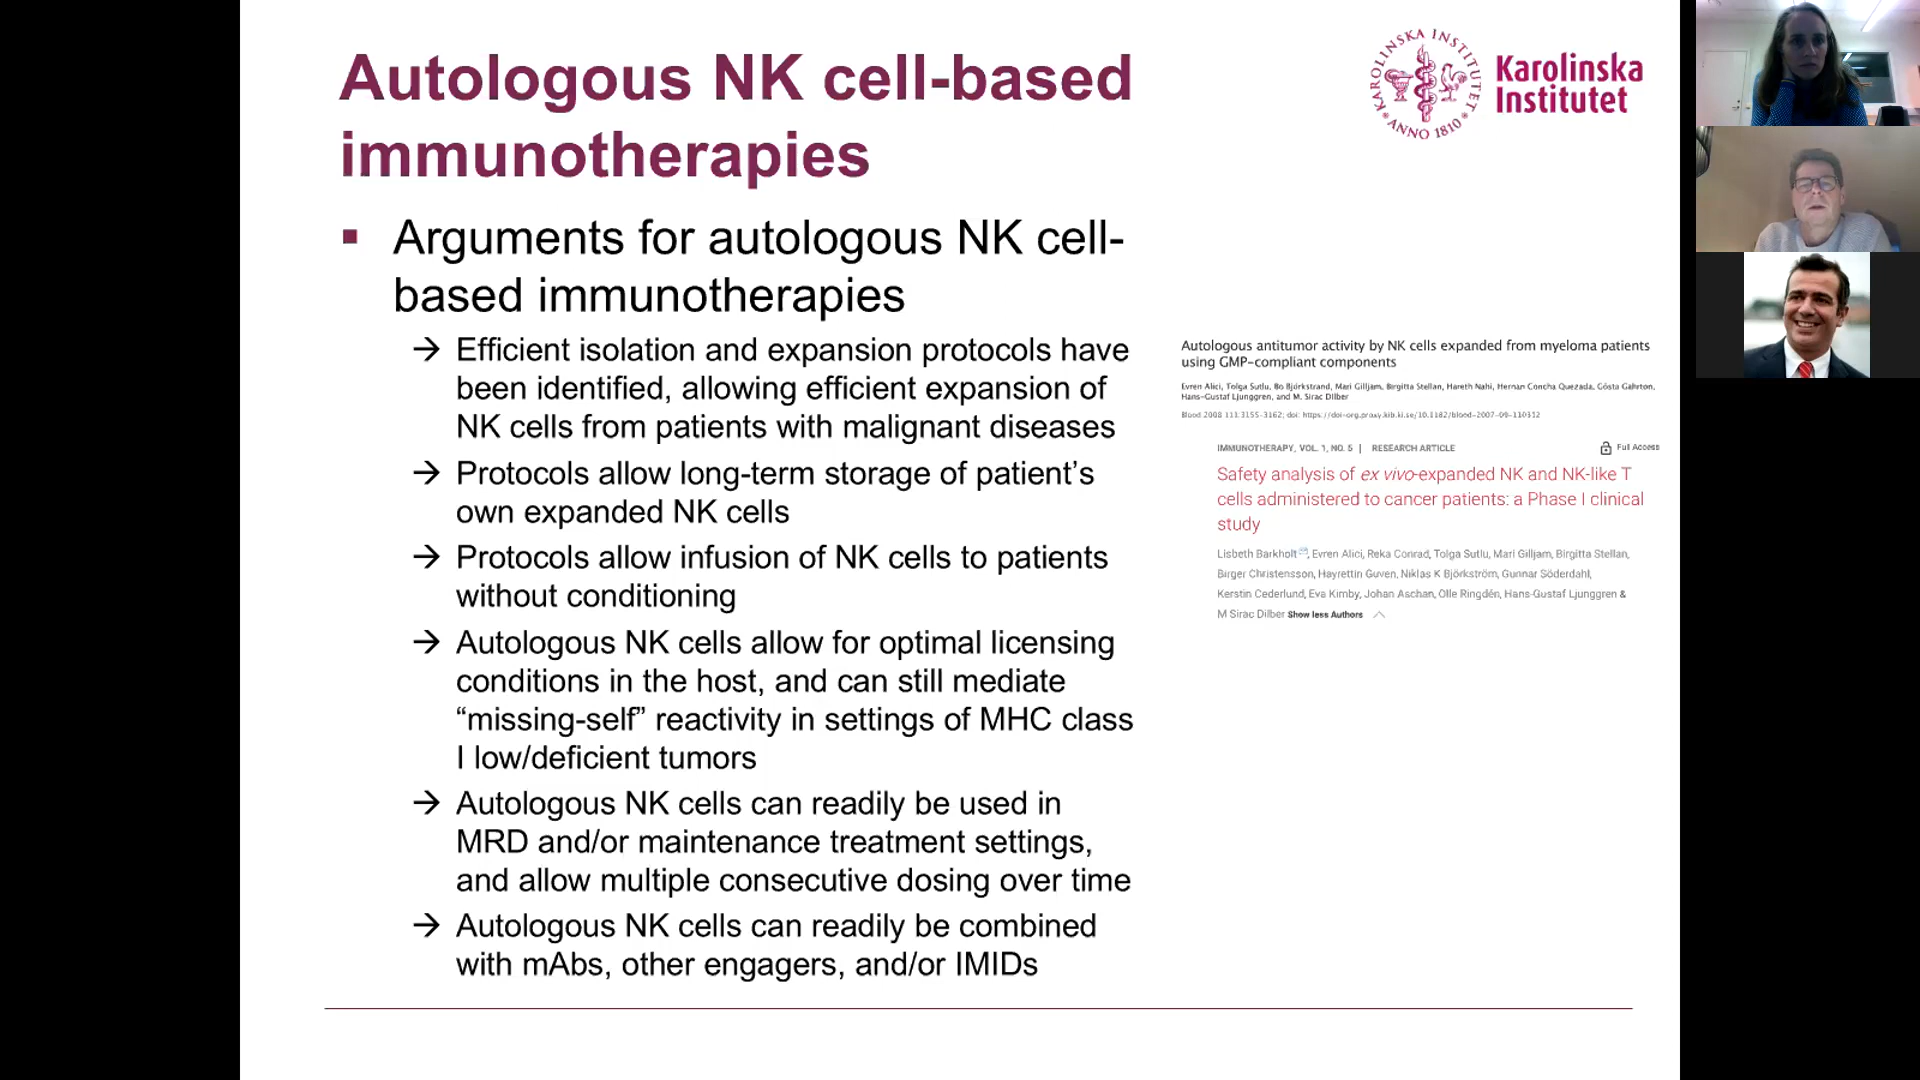 Autologous NK cell-based
immunotherapies
KAROLINSKA INSTITUTET
ANNO 1810
Karolinska
Institutet
▪ Arguments for autologous NK cell-
based immunotherapies
→ Efficient isolation and expansion protocols have
been identified, allowing efficient expansion of
NK cells from patients with malignant diseases
→ Protocols allow long-term storage of patient’s
own expanded NK cells
→ Protocols allow infusion of NK cells to patients
without conditioning
→ Autologous NK cells allow for optimal licensing
conditions in the host, and can still mediate
“missing-self” reactivity in settings of MHC class
I low/deficient tumors
→ Autologous NK cells can readily be used in
MRD and/or maintenance treatment settings,
and allow multiple consecutive dosing over time
→ Autologous NK cells can readily be combined
with mAbs, other engagers, and/or IMIDs
Autologous antitumor activity by NK cells expanded from myeloma patients
using GMP-compliant components
Evren Alici, Tolga Sutlu, Bo Björkstrand, Mari Gilljam, Birgitta Stellan, Hareth Nahi, Hernan Concha Quezada, Gösta Gahrton,
Hans-Gustaf Ljunggren, and M. Sirac Dilber
Blood 2008 111:3155-3162; doi: https://doi-org.proxy.kib.ki.se/10.1182/blood-2007-09-110312
IMMUNOTHERAPY, VOL. 1, NO. 5 | RESEARCH ARTICLE
Full Access
Safety analysis of ex vivo-expanded NK and NK-like T
cells administered to cancer patients: a Phase I clinical
study
Lisbeth Barkholt, Evren Alici, Reka Conrad, Tolga Sutlu, Mari Gilljam, Birgitta Stellan,
Birger Christensson, Hayrettin Guven, Niklas K Björkström, Gunnar Söderdahl,
Kerstin Cederlund, Eva Kimby, Johan Aschan, Olle Ringdén, Hans-Gustaf Ljunggren &
M Sirac Dilber Show less Authors